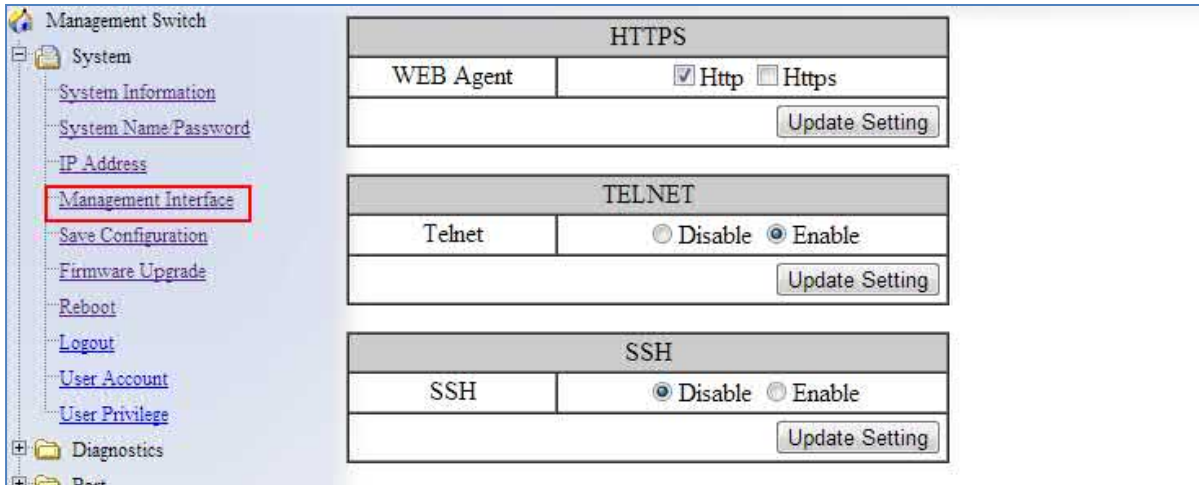 Management Switch
System
System Information
System Name/Password
IP Address
Management Interface
Save Configuration
Firmware Upgrade
Reboot
Logout
User Account
User Privilege
Diagnostics
Port
HTTPS
WEB Agent Http Https
Update Setting
TELNET
Telnet Disable Enable
Update Setting
SSH
SSH Disable Enable
Update Setting